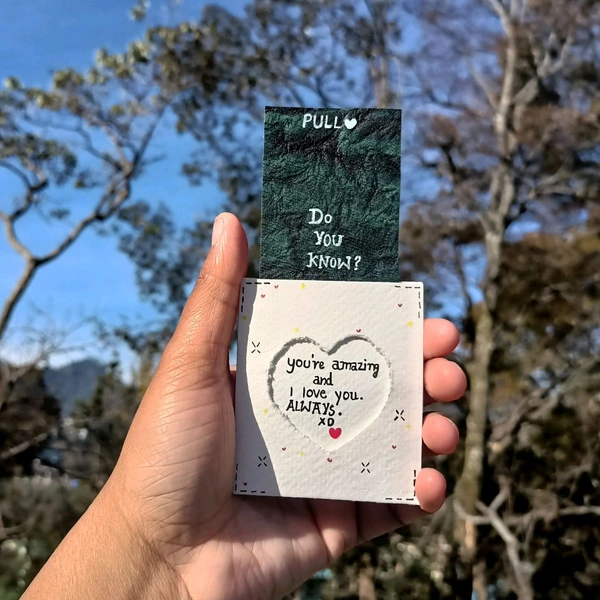 PULL♥
Do
YOU
KNOW?
you're amazing
and
I love you.
ALWAYS.
XO